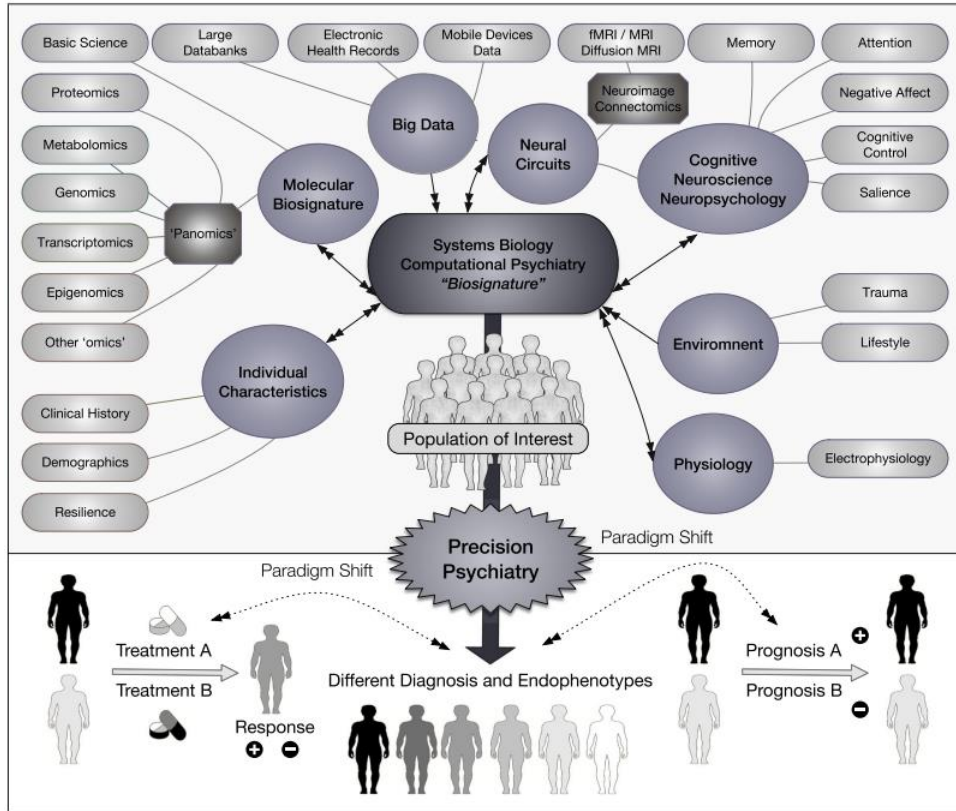 Basic Science
Large
Databanks
Electronic
Health Records
Mobile Devices
Data
fMRI / MRI
Diffusion MRI
Memory
Attention
Proteomics
Big Data
Neuroimage
Connectomics
Negative Affect
Metabolomics
Neural
Circuits
Cognitive
Neuroscience
Neuropsychology
Cognitive
Control
Genomics
Molecular
Biosignature
Salience
Transcriptomics
'Panomics'
Systems Biology
Computational Psychiatry
"Biosignature"
Epigenomics
Trauma
Other 'omics'
Enviromnent
Lifestyle
Individual
Characteristics
Clinical History
Population of Interest
Demographics
Physiology
Electrophysiology
Resilience
Paradigm Shift
Precision
Psychiatry
Paradigm Shift
Treatment A
Treatment B
Response
+ −
Different Diagnosis and Endophenotypes
Prognosis A
+
Prognosis B
−